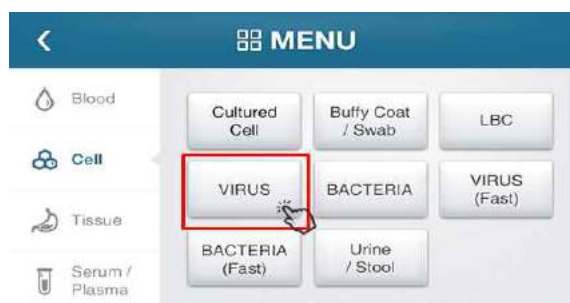 MENU
Blood
Cell
Tissue
Serum /
Plasma
Cultured
Cell
Buffy Coat
/ Swab
LBC
VIRUS
BACTERIA
VIRUS
(Fast)
BACTERIA
(Fast)
Urine
/ Stool